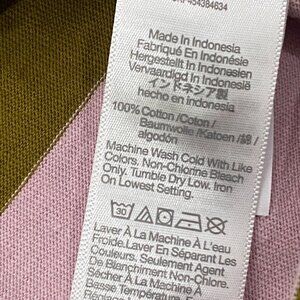 Made In Indonesia
Fabriqué En Indonésie
Hergestellt In Indonesien
Vervaardigd In Indonesien
インドネシア製
hecho en indonesia
100% Cotton /Coton /
Baumwolle /Katoen /綿 /
algodón
Machine Wash Cold With Like
Colors. Non-Chlorine Bleach
Only. Tumble Dry Low. Iron
On Lowest Setting.
30
Laver À La Machine À L'eau
Froide.Laver En Séparant Les
Couleurs. Seulement Agent
De Blanchiment Non-Chlore.
Sécher À La Machine À
Basse Température.